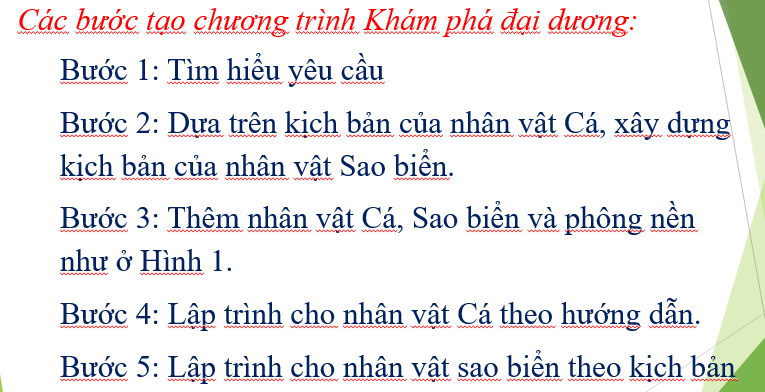 Các bước tạo chương trình Khám phá đại dương:
Bước 1: Tìm hiểu yêu cầu
Bước 2: Dựa trên kịch bản của nhân vật Cá, xây dựng
kịch bản của nhân vật Sao biển.
Bước 3: Thêm nhân vật Cá, Sao biển và phông nền
như ở Hình 1.
Bước 4: Lập trình cho nhân vật Cá theo hướng dẫn.
Bước 5: Lập trình cho nhân vật sao biển theo kịch bản